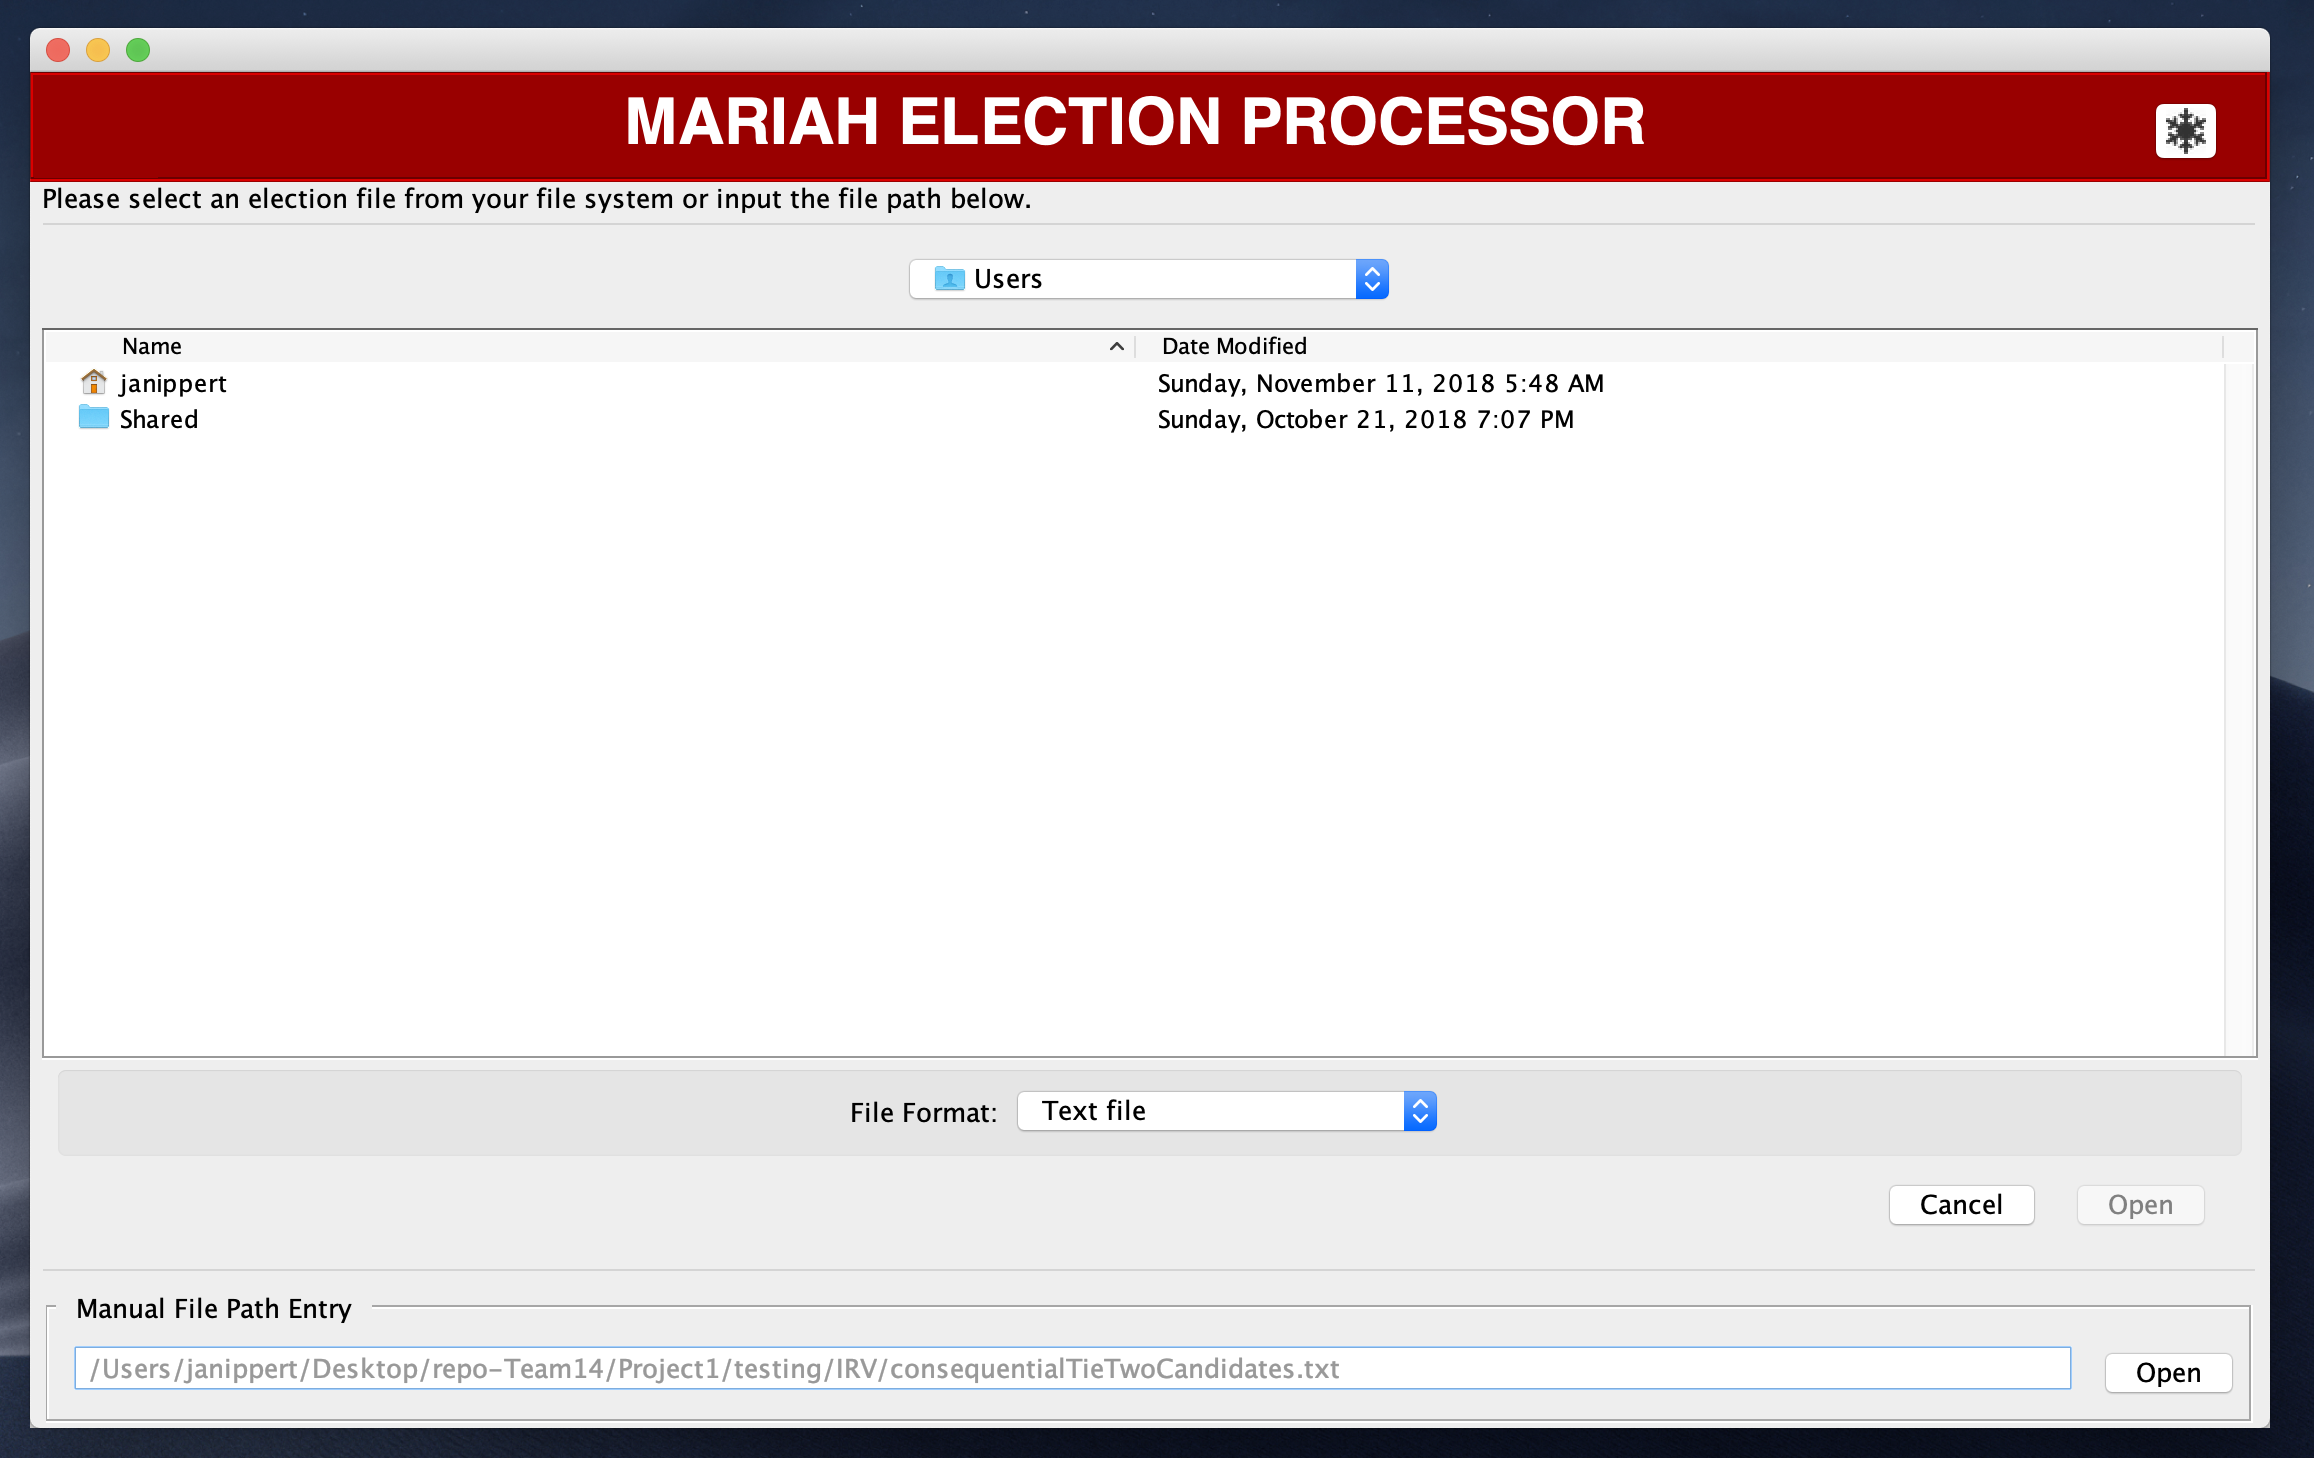 MARIAH ELECTION PROCESSOR
Please select an election file from your file system or input the file path below.
Users
Name Date Modified
janippert Sunday, November 11, 2018 5:48 AM
Shared Sunday, October 21, 2018 7:07 PM
File Format: Text file
Cancel Open
Manual File Path Entry
/Users/janippert/Desktop/repo-Team14/Project1/testing/IRV/consequentialTieTwoCandidates.txt
Open